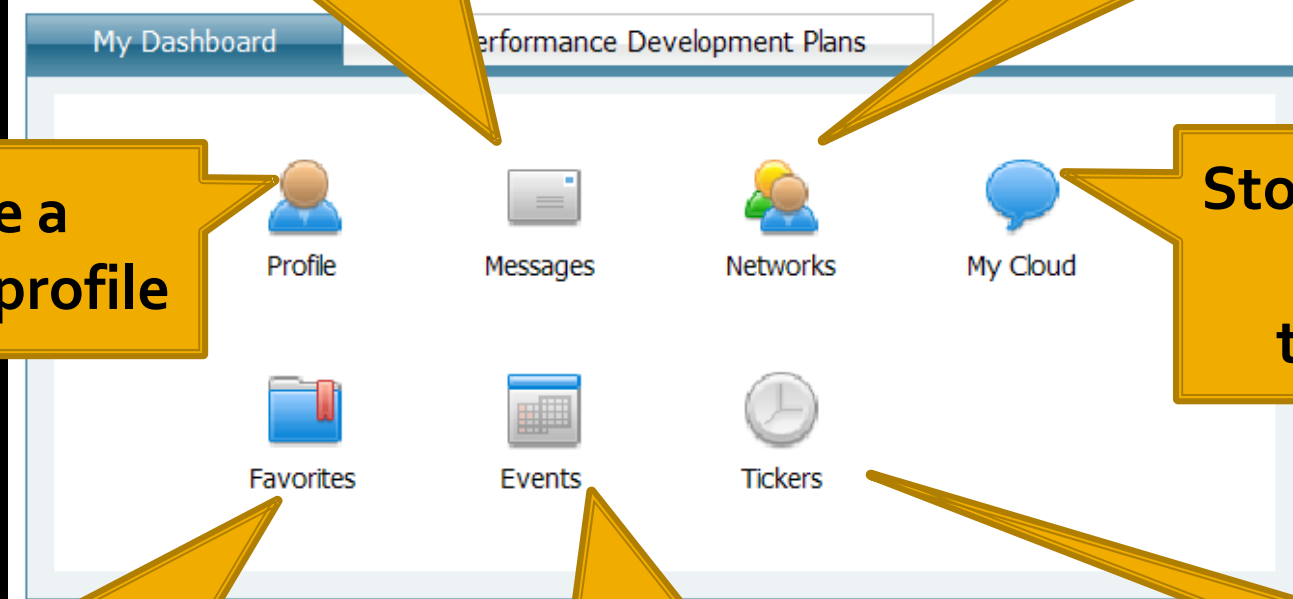 My Dashboard
erformance Development Plans
e a
profile
Sto
t
Profile
Messages
Networks
My Cloud
Favorites
Events
Tickers